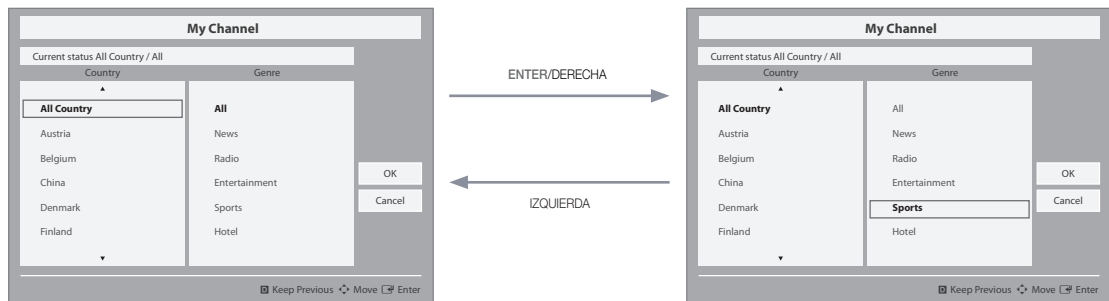 My Channel
Current status All Country / All
Country Genre
All Country All
Austria News
Belgium Radio
China Entertainment
Denmark Sports
Finland Hotel
OK
Cancel
D Keep Previous Move Enter
ENTER/DERECHA
IZQUIERDA
My Channel
Current status All Country / All
Country Genre
All Country All
Austria News
Belgium Radio
China Entertainment
Denmark Sports
Finland Hotel
OK
Cancel
D Keep Previous Move Enter